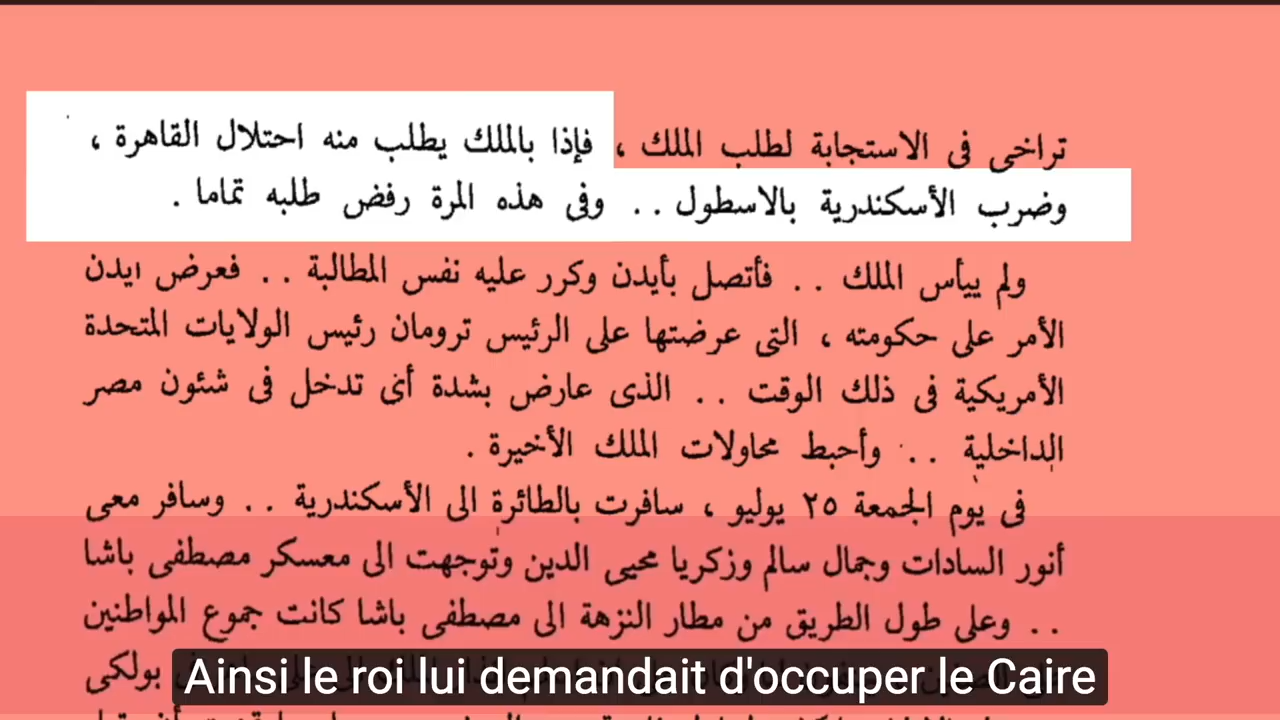 تراخى فى الاستجابة لطلب الملك ، فإذا بالملك يطلب منه احتلال القاهرة ،
وضرب الأسكندرية بالاسطول . . وفى هذه المرة رفض طلبه تماما .
ولم ييأس الملك . . فأتصل بأيدن وكرر عليه نفس المطالبة . . فعرض ايدن
الأمر على حكومته ، التى عرضتها على الرئيس ترومان رئيس الولايات المتحدة
الأمريكية فى ذلك الوقت . . الذى عارض بشدة أى تدخل فى شئون مصر
الداخلية . . وأحبط محاولات الملك الأخيرة .
فى يوم الجمعة ٢٥ يوليو ، سافرت بالطائرة الى الأسكندرية . . وسافر معى
أنور السادات وجمال سالم وزكريا محيى الدين وتوجهت الى معسكر مصطفى باشا
. . وعلى طول الطريق من مطار النزهة الى مصطفى باشا كانت جموع المواطنين
بولكى
Ainsi le roi lui demandait d'occuper le Caire